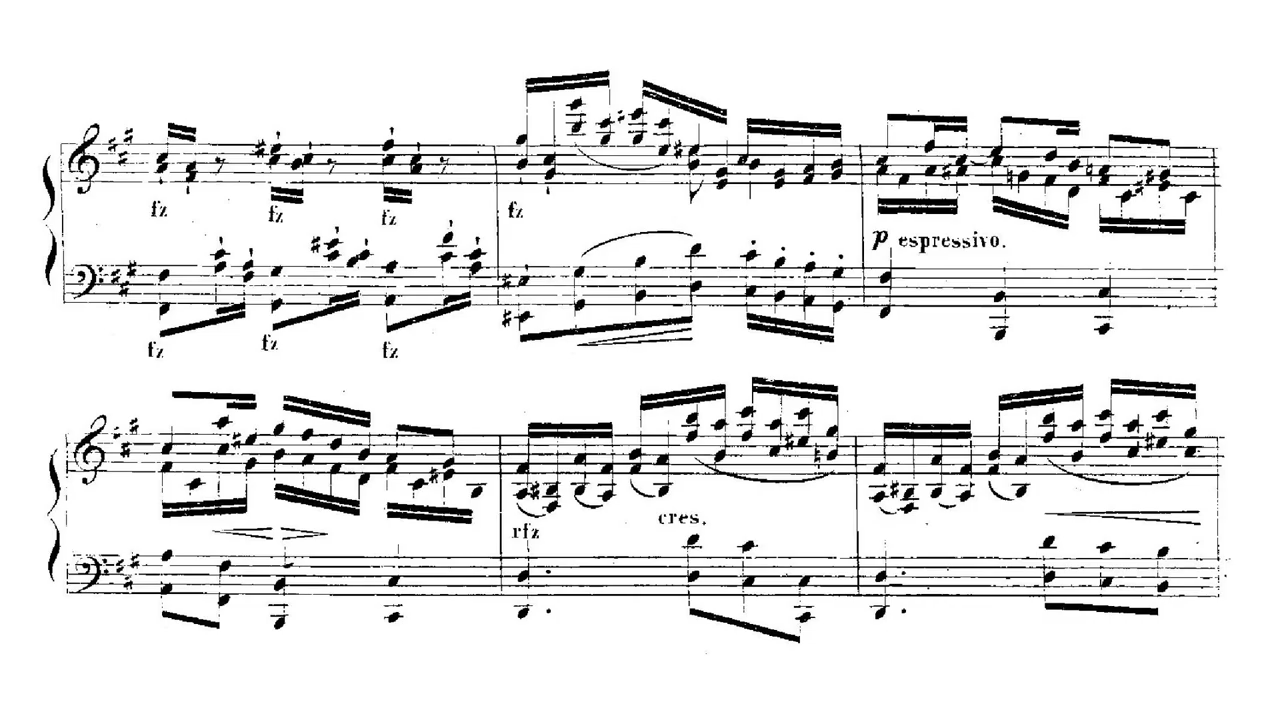 fz fz fz fz
p espressivo.
fz fz fz
cres.
rfz